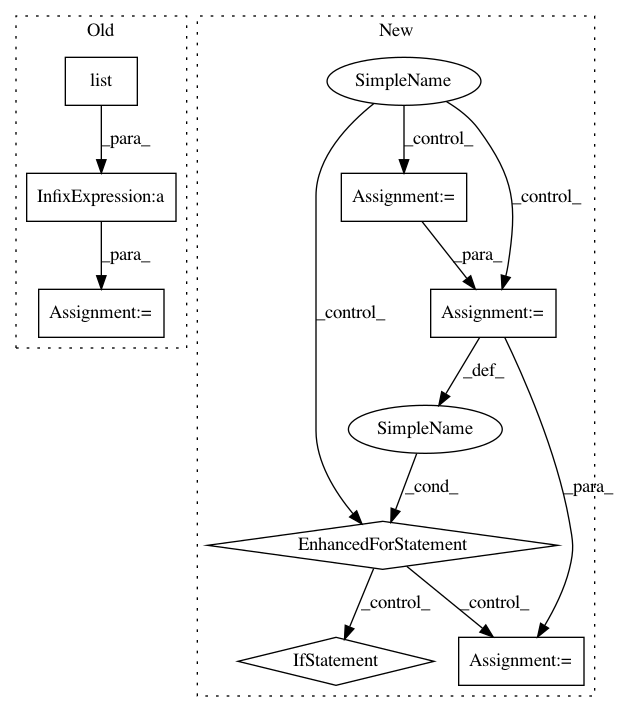 Old
New
list
SimpleName
_para_
_control_
_control_
InfixExpression:a
Assignment:=
_para_
_para_
_control_
Assignment:=
Assignment:=
_def_
SimpleName
_cond_
_para_
EnhancedForStatement
_control_
_control_
IfStatement
Assignment:=